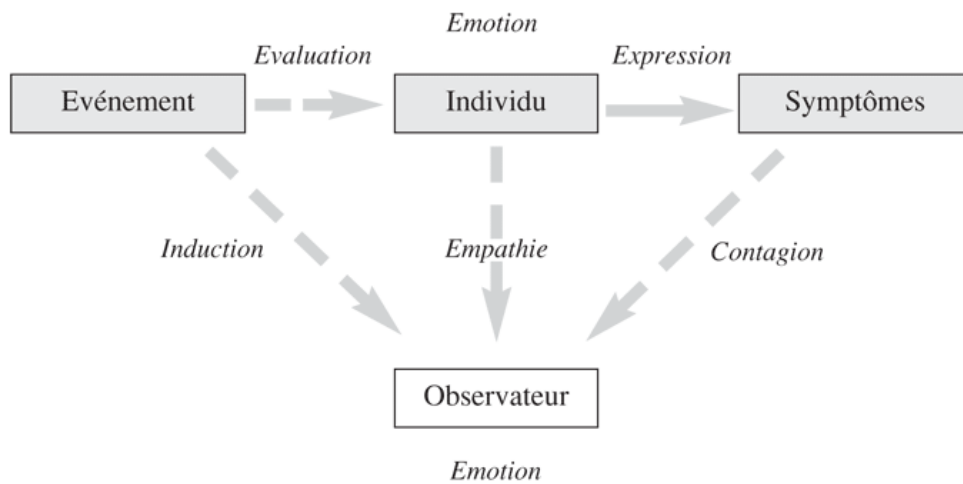 Emotion
Evaluation
Expression
Evénement
Individu
Symptômes
Induction
Empathie
Contagion
Observateur
Emotion